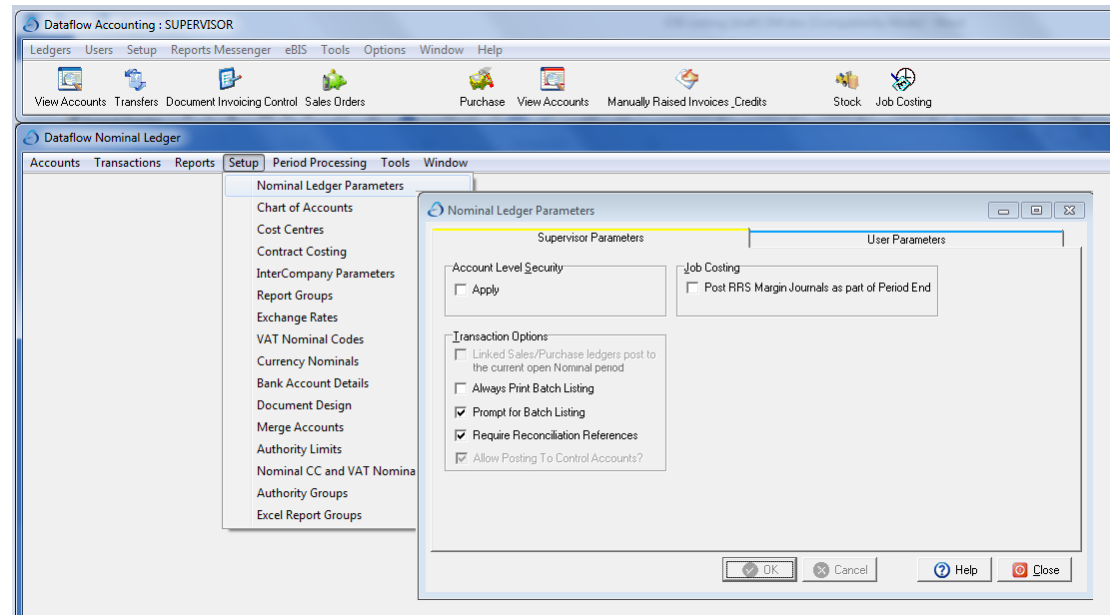 Dataflow Accounting : SUPERVISOR
Ledgers Users Setup Reports Messenger eBIS Tools Options Window Help
View Accounts Transfers Document Invoicing Control Sales Orders Purchase View Accounts Manually Raised Invoices _Credits Stock Job Costing
Dataflow Nominal Ledger
Accounts Transactions Reports Setup Period Processing Tools Window
Nominal Ledger Parameters
Chart of Accounts
Cost Centres
Contract Costing
InterCompany Parameters
Report Groups
Exchange Rates
VAT Nominal Codes
Currency Nominals
Bank Account Details
Document Design
Merge Accounts
Authority Limits
Nominal CC and VAT Nomina
Authority Groups
Excel Report Groups
Nominal Ledger Parameters
Supervisor Parameters User Parameters
Account Level Security
Apply
Job Costing
Post RRS Margin Journals as part of Period End
Transaction Options
Linked Sales/Purchase ledgers post to
the current open Nominal period
Always Print Batch Listing
Prompt for Batch Listing
Require Reconciliation References
Allow Posting To Control Accounts?
OK Cancel Help Close